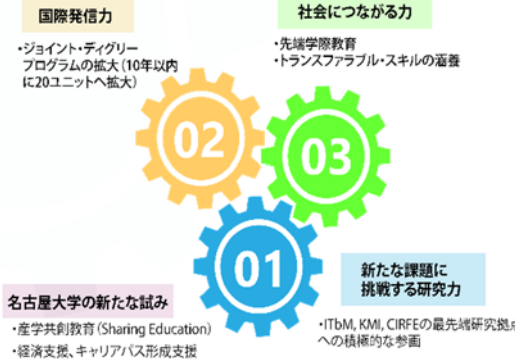 国際発信力
・ジョイント・ディグリー
プログラムの拡大(10年以内
に20ユニットへ拡大)
社会につながる力
・先端学際教育
・トランスファラブル・スキルの涵養
02
03
01
名古屋大学の新たな試み
・産学共創教育(Sharing Education)
・経済支援、キャリアパス形成支援
新たな課題に
挑戦する研究力
・ITbM, KMI, CIRFEの最先端研究拠点
への積極的な参画